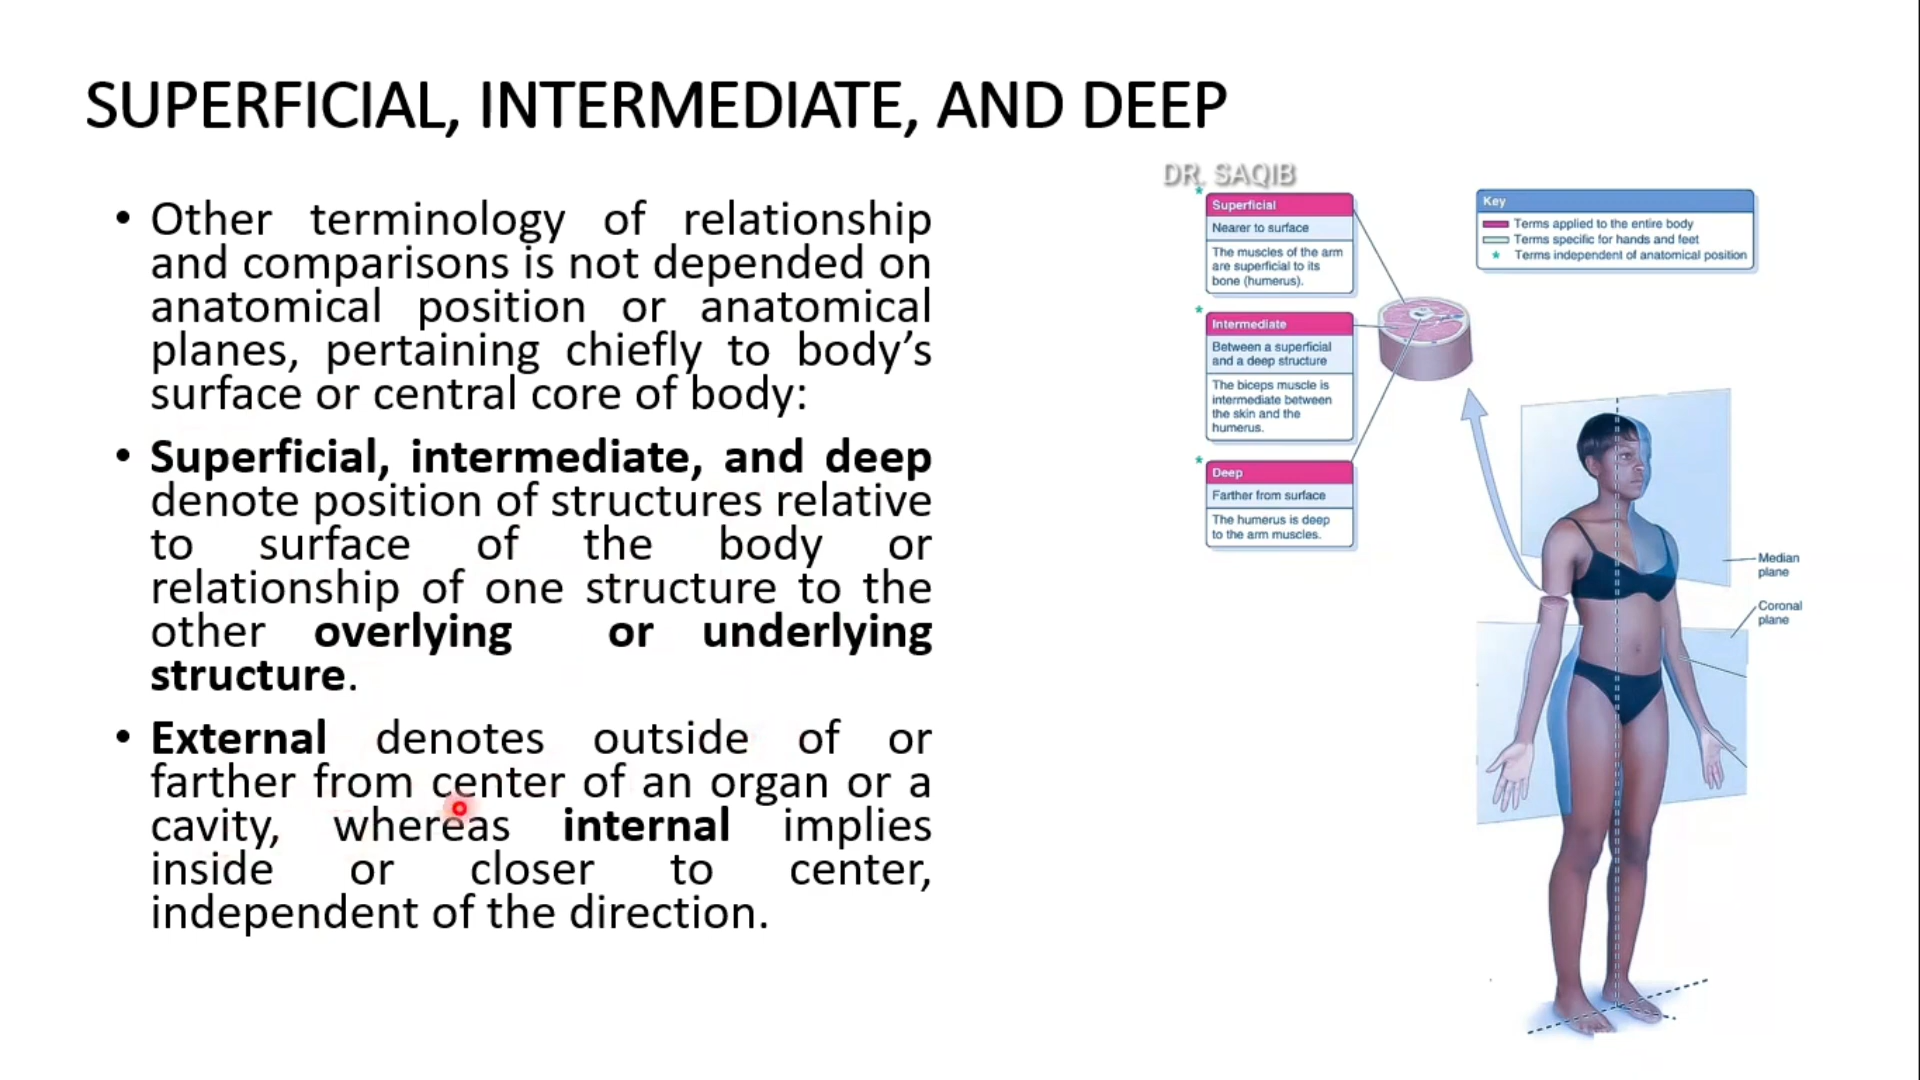 SUPERFICIAL, INTERMEDIATE, AND DEEP
• Other terminology of relationship
and comparisons is not depended on
anatomical position or anatomical
planes, pertaining chiefly to body’s
surface or central core of body:
• Superficial, intermediate, and deep
denote position of structures relative
to surface of the body or
relationship of one structure to the
other overlying or underlying
structure.
• External denotes outside of or
farther from center of an organ or a
cavity, whereas internal implies
inside or closer to center,
independent of the direction.
DR. SAQIB
* Superficial
Nearer to surface
The muscles of the arm
are superficial to its
bone (humerus).
* Intermediate
Between a superficial
and a deep structure
The biceps muscle is
intermediate between
the skin and the
humerus.
* Deep
Farther from surface
The humerus is deep
to the arm muscles.
Key
Terms applied to the entire body
Terms specific for hands and feet
* Terms independent of anatomical position
Median
plane
Coronal
plane